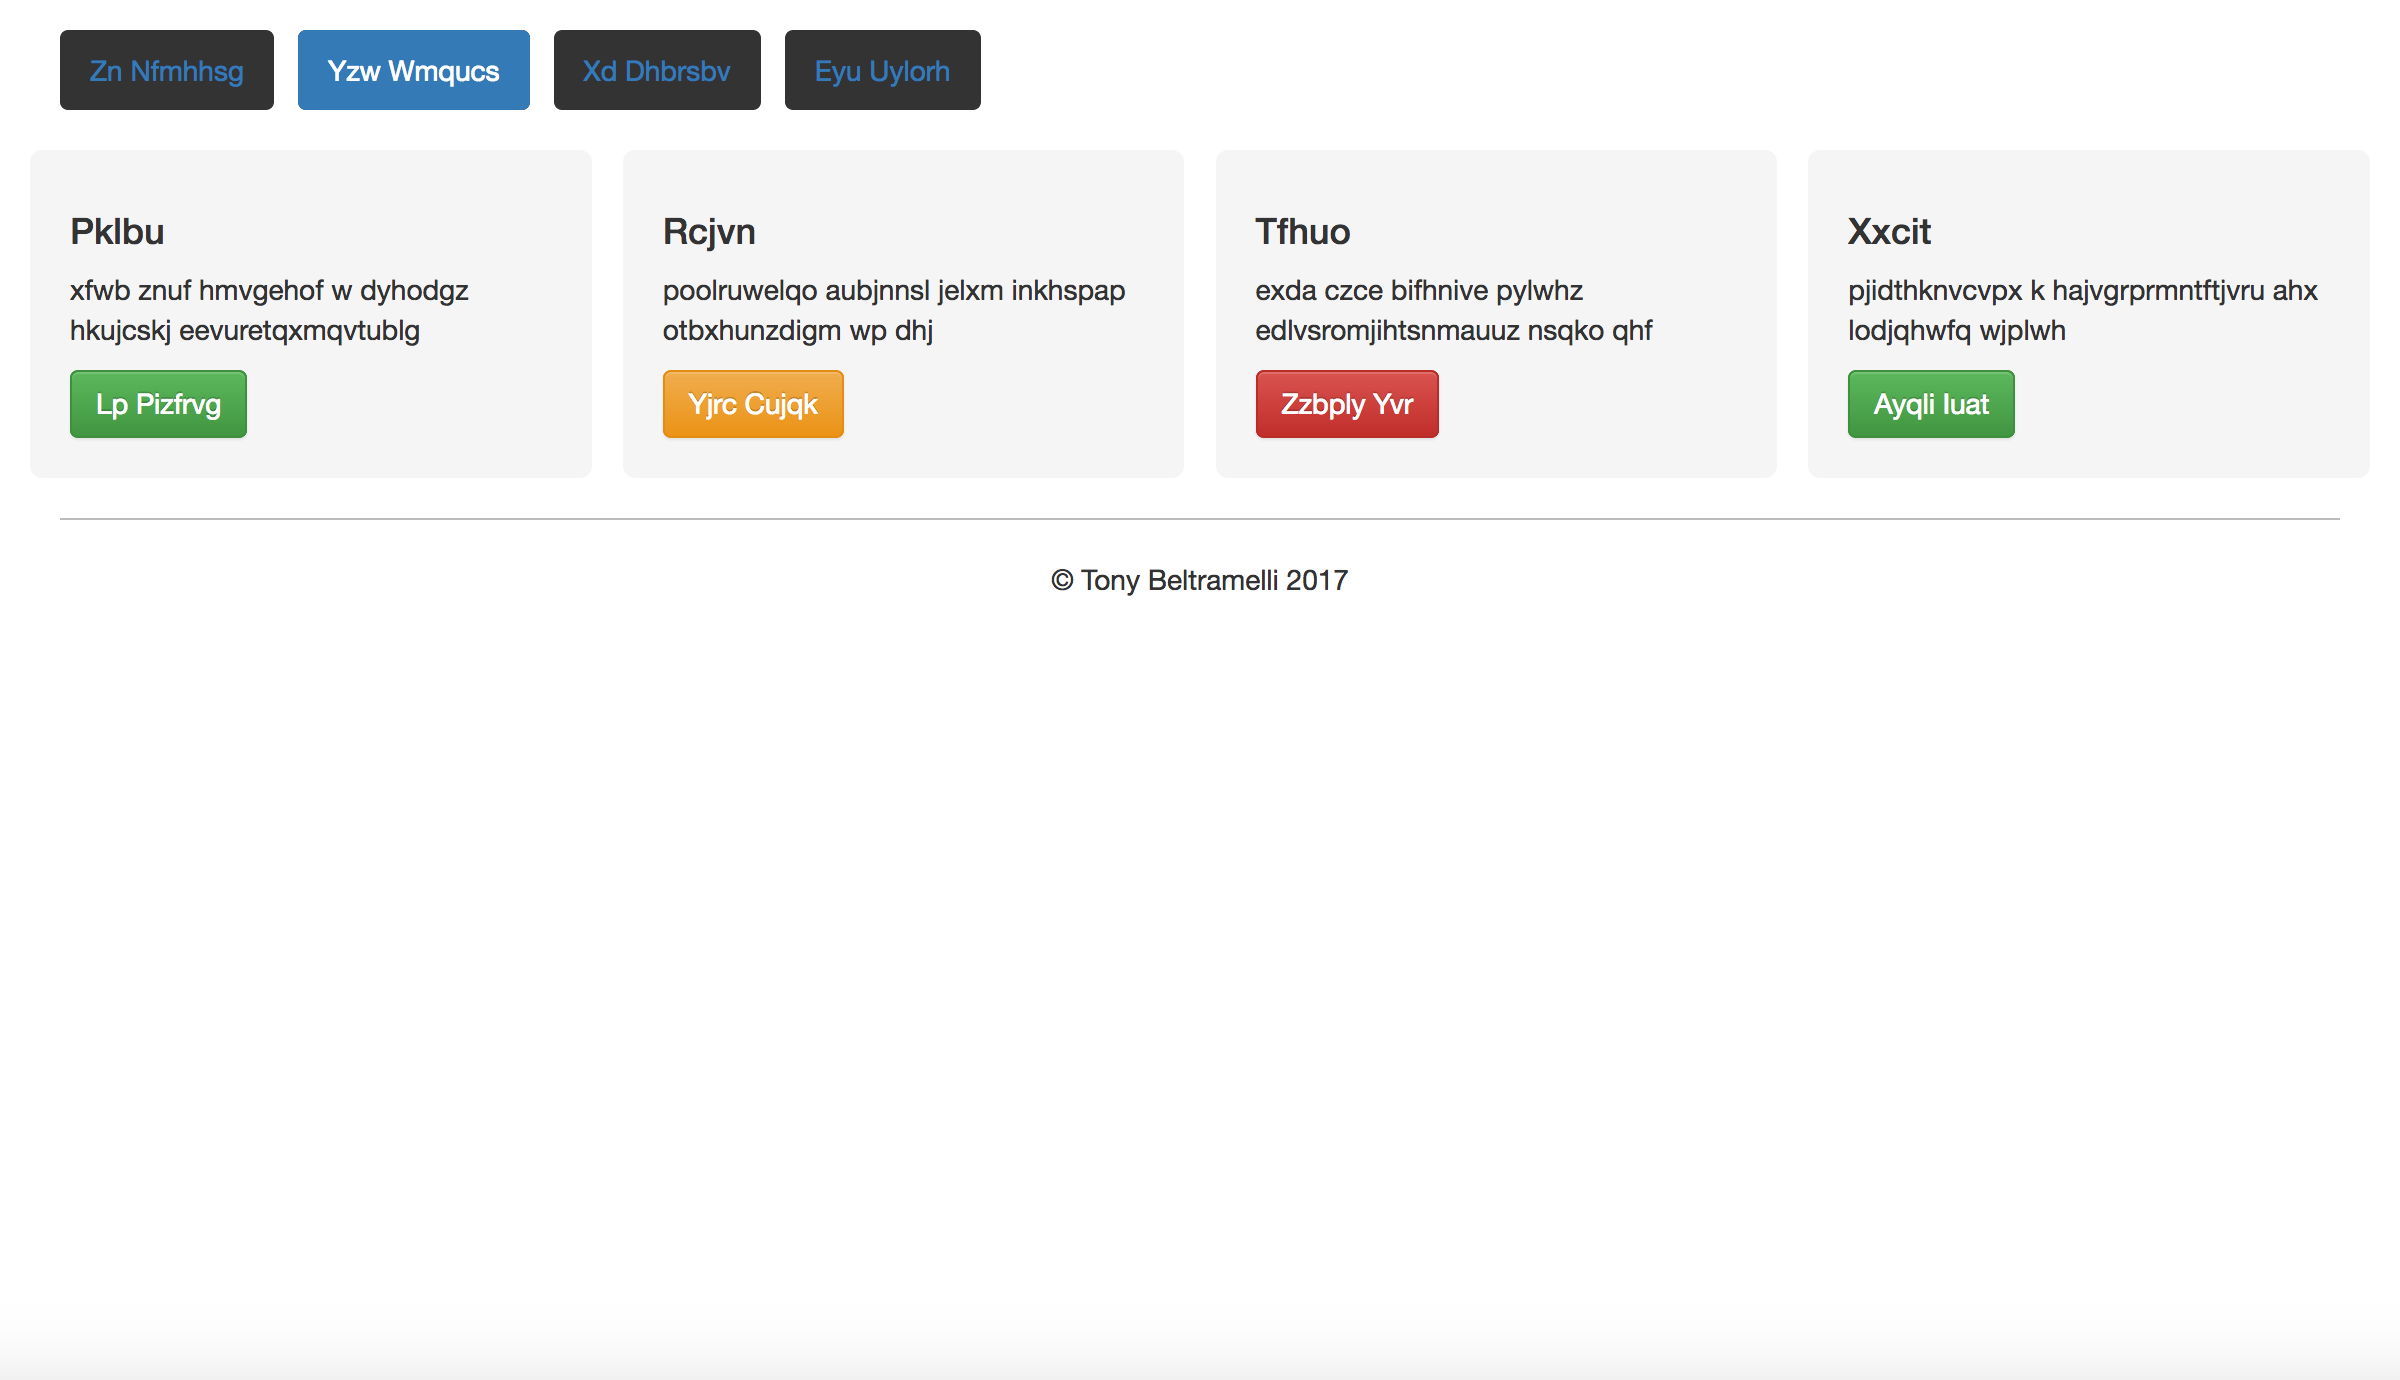 Zn Nfmhhsg
Yzw Wmqucs
Xd Dhbrsbv
Eyu Uylorh
Pklbu
xfwb znuf hmvgehof w dyhodgz
hkujcskj eevuretqxmqvtublg
Lp Pizfrvg
Rcjvn
poolruwelqo aubjnnsl jelxm inkhspap
otbxhunzdigm wp dhj
Yjrc Cujqk
Tfhuo
exda czce bifhnive pylwhz
edlvsromjihtsnmauuz nsqko qhf
Zzbply Yvr
Xxcit
pjidthknvcvpx k hajvgrprmntftjvru ahx
lodjqhwfq wjplwh
Ayqli Iuat
© Tony Beltramelli 2017